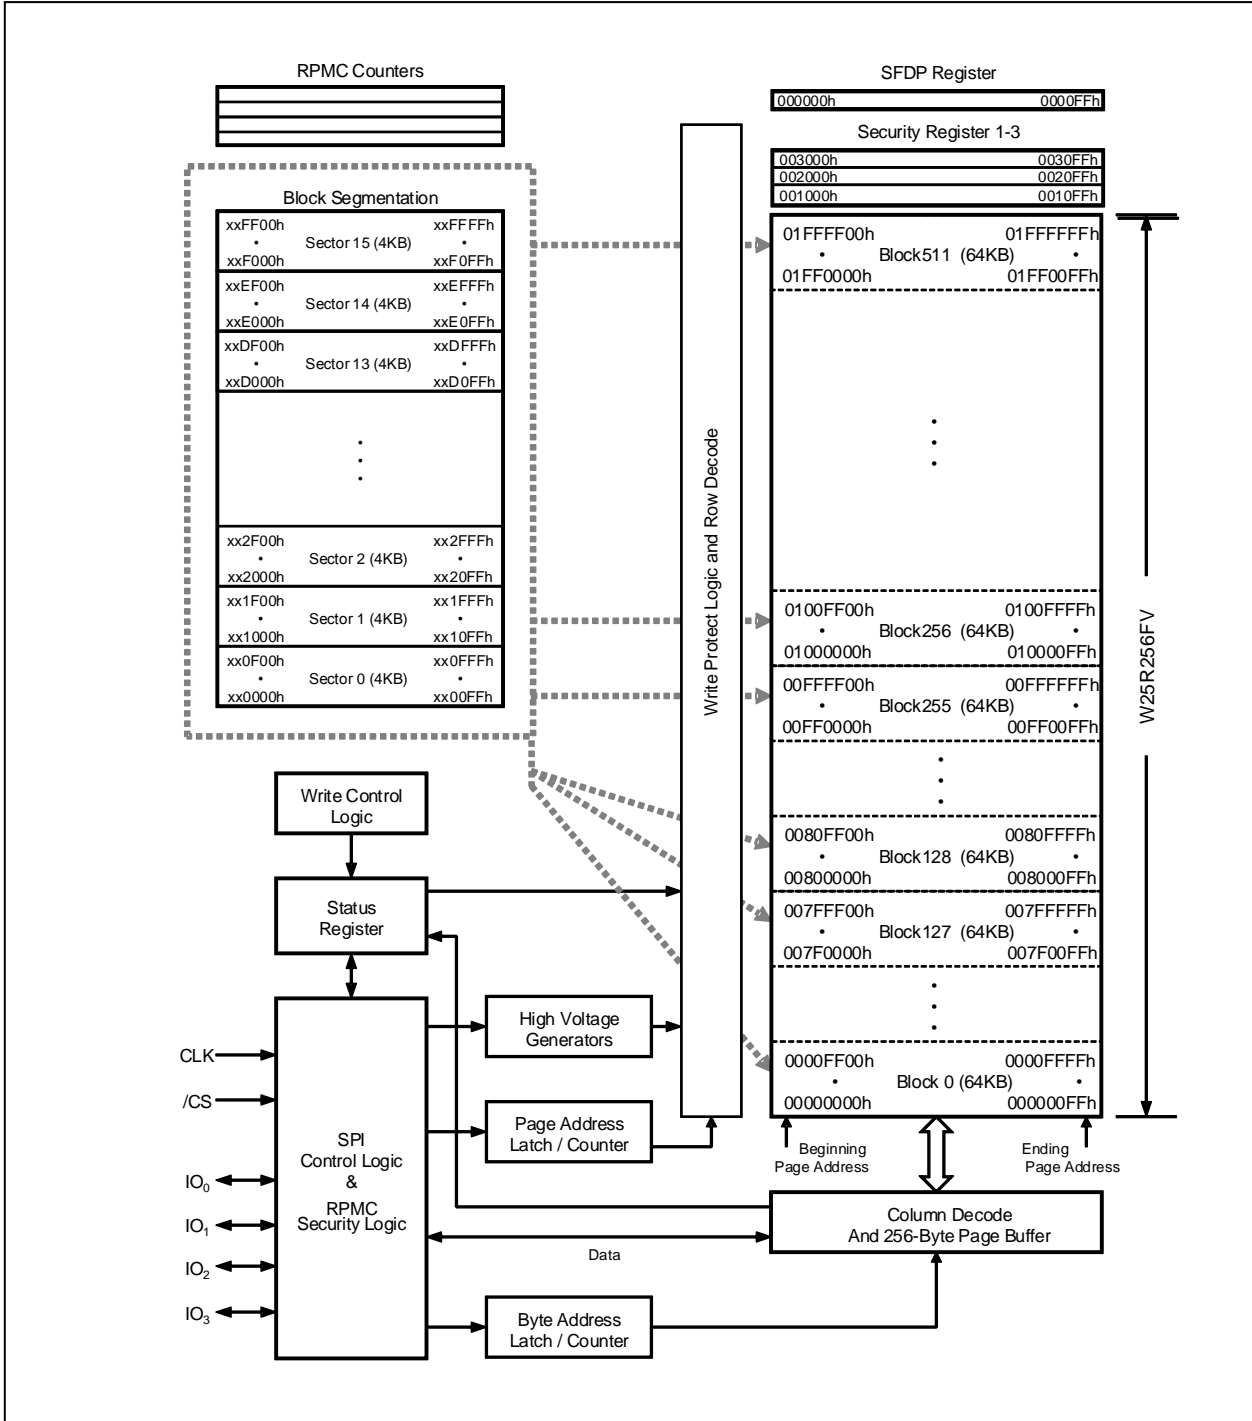 RPMC Counters
SFDP Register
000000h 0000FFh
Security Register 1-3
003000h 0030FFh
002000h 0020FFh
001000h 0010FFh
Block Segmentation
xxFF00h xxFFFFh
• Sector 15 (4KB) •
xxF000h xxF0FFh
xxEF00h xxEFFFh
• Sector 14 (4KB) •
xxE000h xxE0FFh
xxDF00h xxDFFFh
• Sector 13 (4KB) •
xxD000h xxD0FFh
xx2F00h xx2FFFh
• Sector 2 (4KB) •
xx2000h xx20FFh
xx1F00h xx1FFFh
• Sector 1 (4KB) •
xx1000h xx10FFh
xx0F00h xx0FFFh
• Sector 0 (4KB) •
xx0000h xx00FFh
Write Protect Logic and Row Decode
01FFFF00h 01FFFFFFh
• Block511 (64KB) •
01FF0000h 01FF00FFh
0100FF00h 0100FFFFh
• Block256 (64KB) •
01000000h 010000FFh
00FFFF00h 00FFFFFFh
• Block255 (64KB) •
00FF0000h 00FF00FFh
0080FF00h 0080FFFFh
• Block128 (64KB) •
00800000h 008000FFh
007FFF00h 007FFFFFh
• Block127 (64KB) •
007F0000h 007F00FFh
0000FF00h 0000FFFFh
• Block 0 (64KB) •
00000000h 000000FFh
W25R256FV
Beginning
Page Address
Ending
Page Address
Write Control
Logic
Status
Register
High Voltage
Generators
Page Address
Latch / Counter
CLK
/CS
IO0
IO1
IO2
IO3
SPI
Control Logic
&
RPMC
Security Logic
Column Decode
And 256-Byte Page Buffer
Data
Byte Address
Latch / Counter